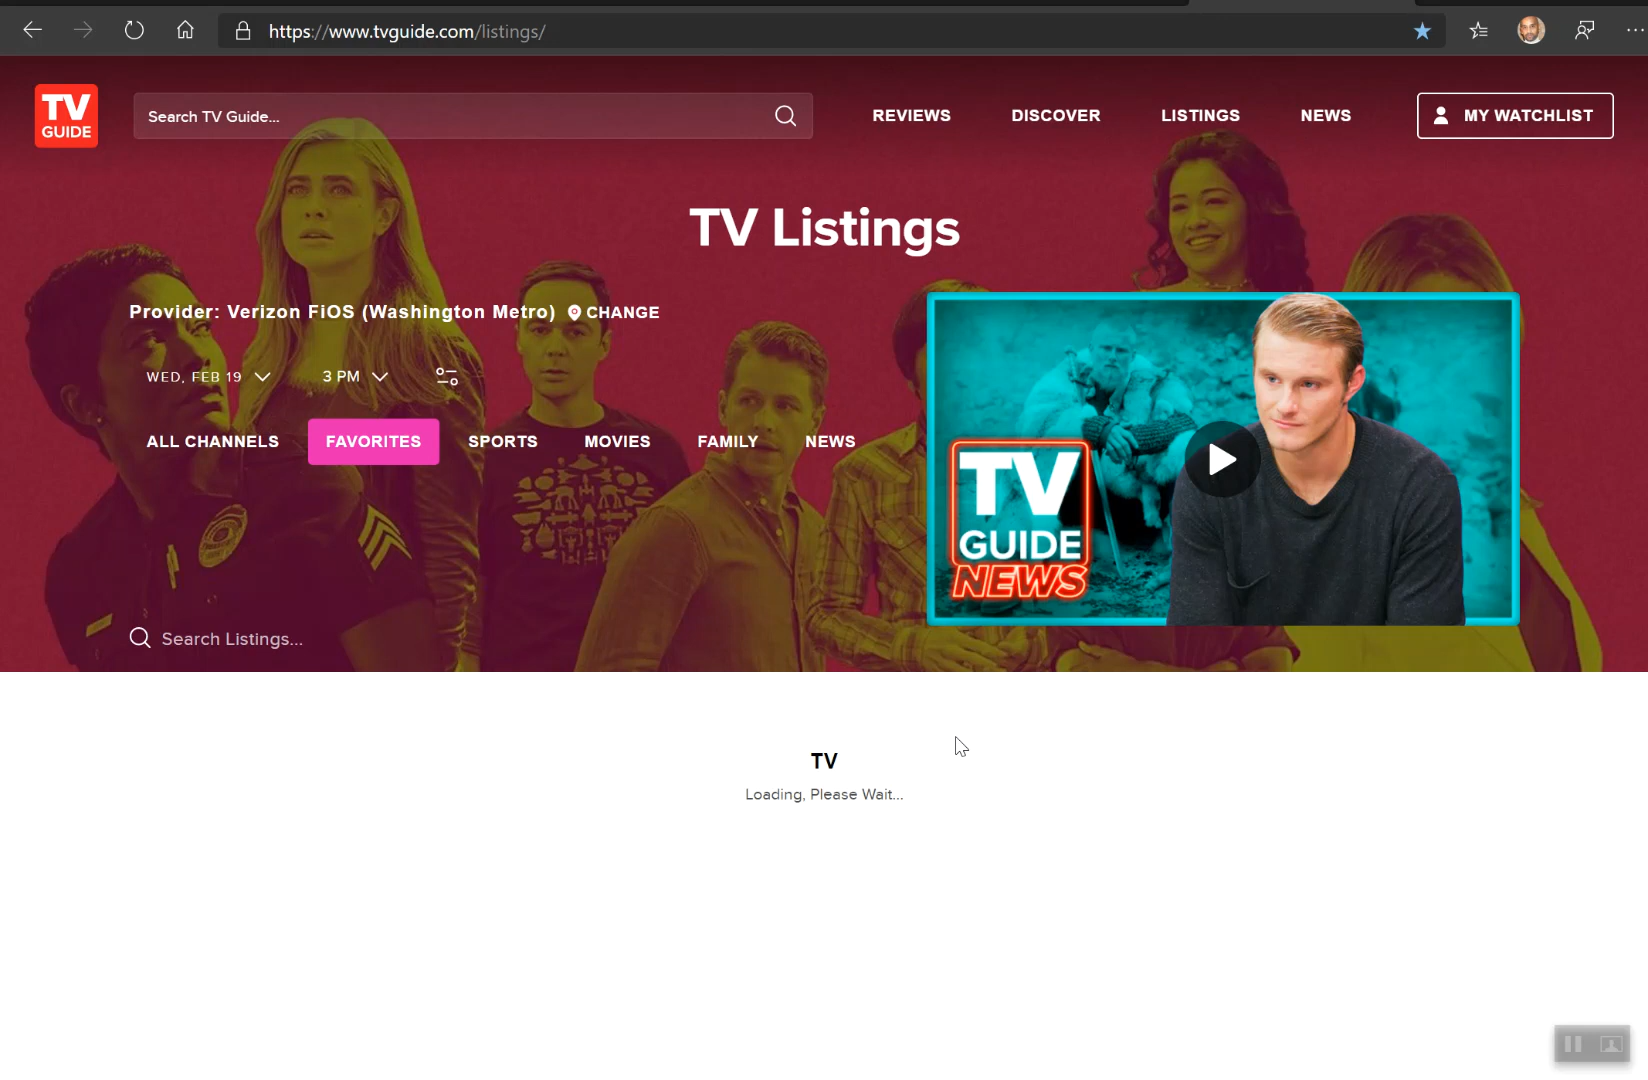 https://www.tvguide.com/listings/
TV
GUIDE
Search TV Guide...
REVIEWS
DISCOVER
LISTINGS
NEWS
MY WATCHLIST
TV Listings
Provider: Verizon FiOS (Washington Metro)
CHANGE
WED, FEB 19
3 PM
ALL CHANNELS
FAVORITES
SPORTS
MOVIES
FAMILY
NEWS
TV
GUIDE
NEWS
Search Listings...
TV
Loading, Please Wait...